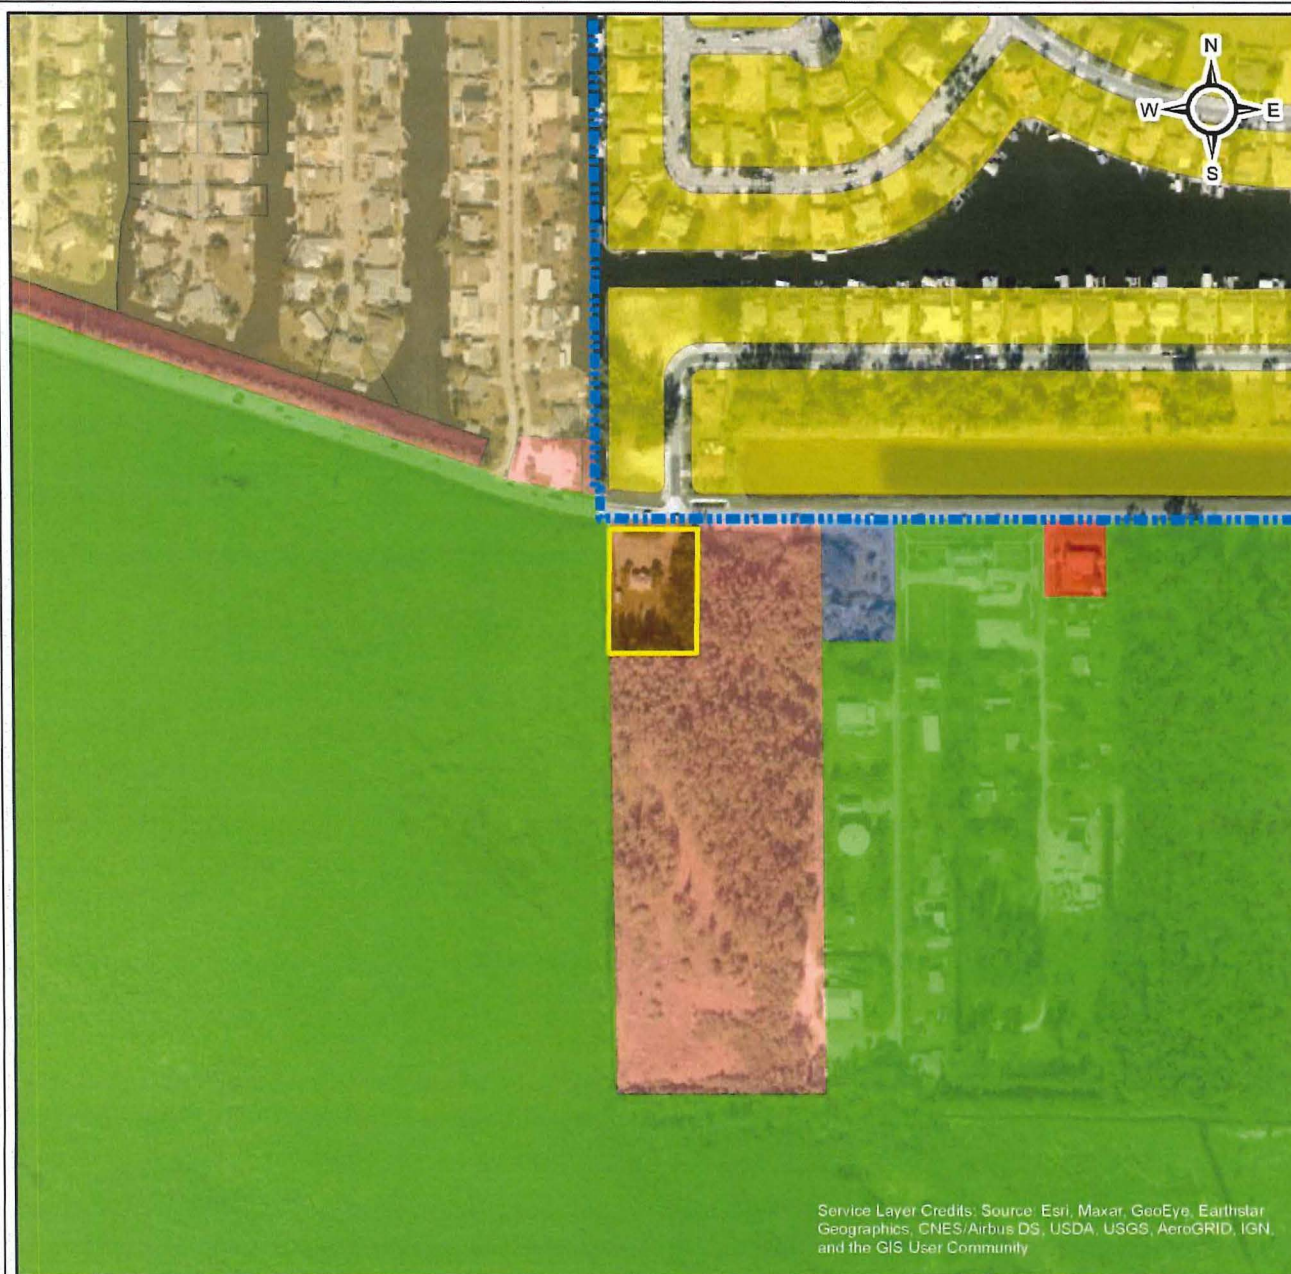 N
W E
S
Service Layer Credits: Source: Esri, Maxar, GeoEye, Earthstar
Geographics, CNES/Airbus DS, USDA, USGS, AeroGRID, IGN,
and the GIS User Community